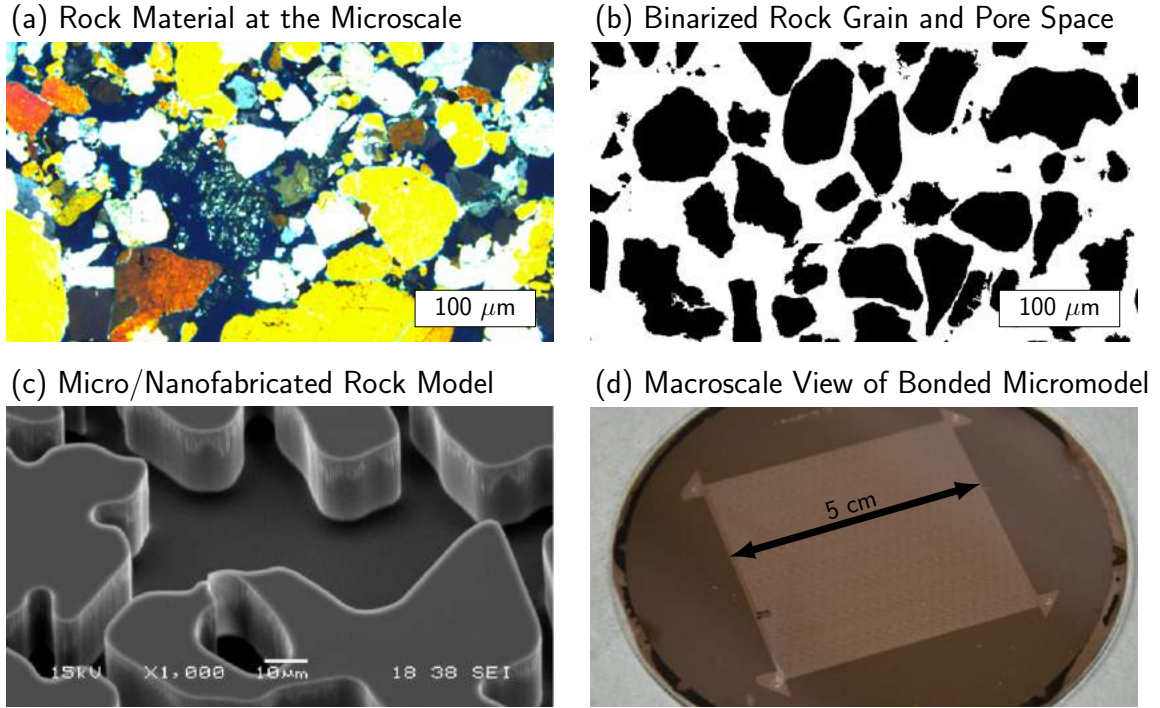 (a) Rock Material at the Microscale
100 μm
(b) Binarized Rock Grain and Pore Space
100 μm
(c) Micro/Nanofabricated Rock Model
15kV X1,000 10μm 18 38 SEI
(d) Macroscale View of Bonded Micromodel
5 cm